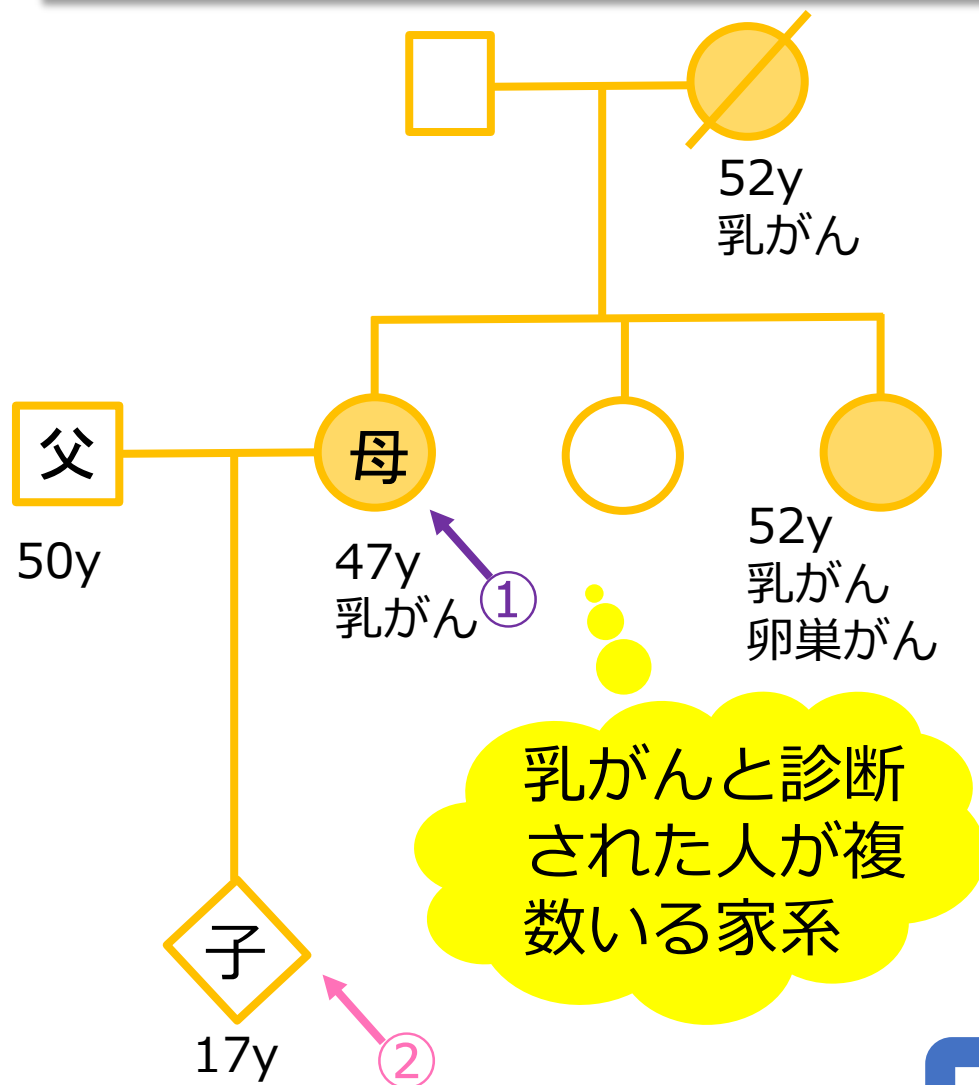 52y
乳がん
父
母
50y
47y
乳がん
①
52y
乳がん
卵巣がん
乳がんと診断
された人が複
数いる家系
子
17y
②